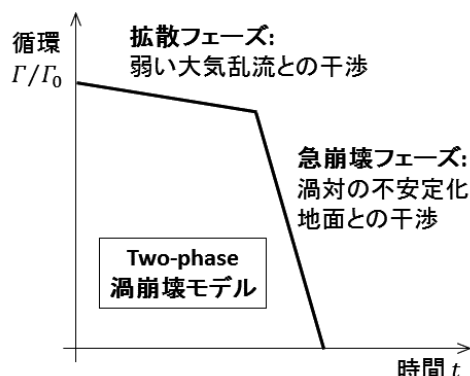 循環
Γ/Γ₀
拡散フェーズ:
弱い大気乱流との干渉
急崩壊フェーズ:
渦対の不安定化
地面との干渉
Two-phase
渦崩壊モデル
時間 t